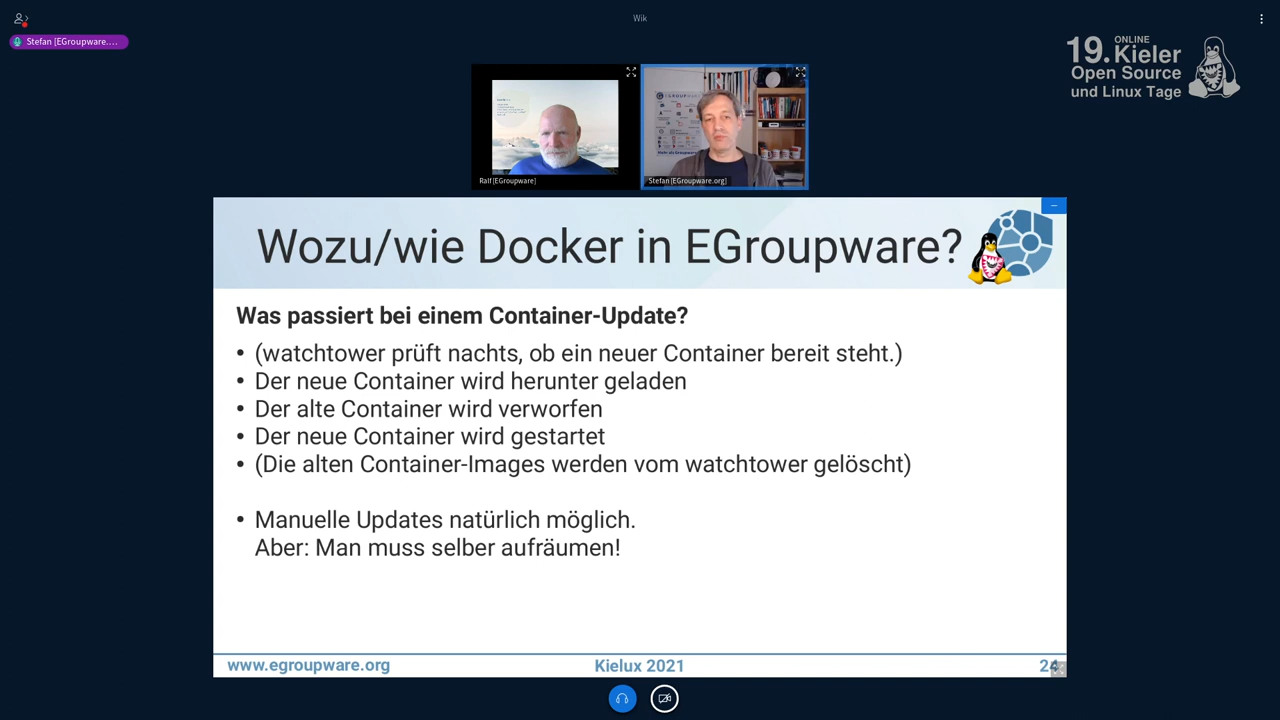 Wik
Stefan [EGroupware....
19. ONLINE Kieler
Open Source
und Linux Tage
EGROUPWARE
Ralf [EGroupware]
Stefan [EGroupware.org]
Wozu/wie Docker in EGroupware?
Was passiert bei einem Container-Update?
• (watchtower prüft nachts, ob ein neuer Container bereit steht.)
• Der neue Container wird herunter geladen
• Der alte Container wird verworfen
• Der neue Container wird gestartet
• (Die alten Container-Images werden vom watchtower gelöscht)
• Manuelle Updates natürlich möglich.
Aber: Man muss selber aufräumen!
www.egroupware.org
Kielux 2021
24